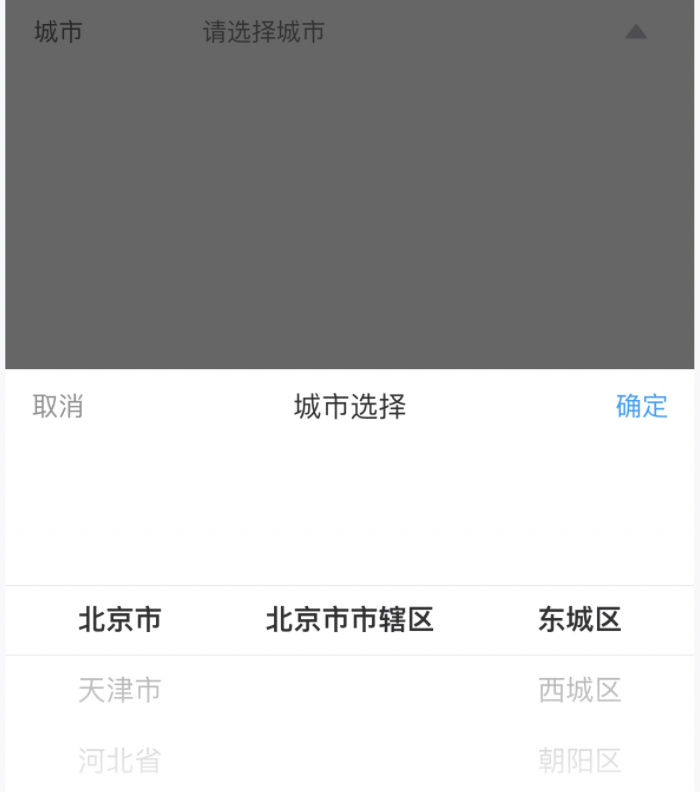 城市 请选择城市
取消 城市选择 确定
北京市 北京市市辖区 东城区
天津市 西城区
河北省 朝阳区